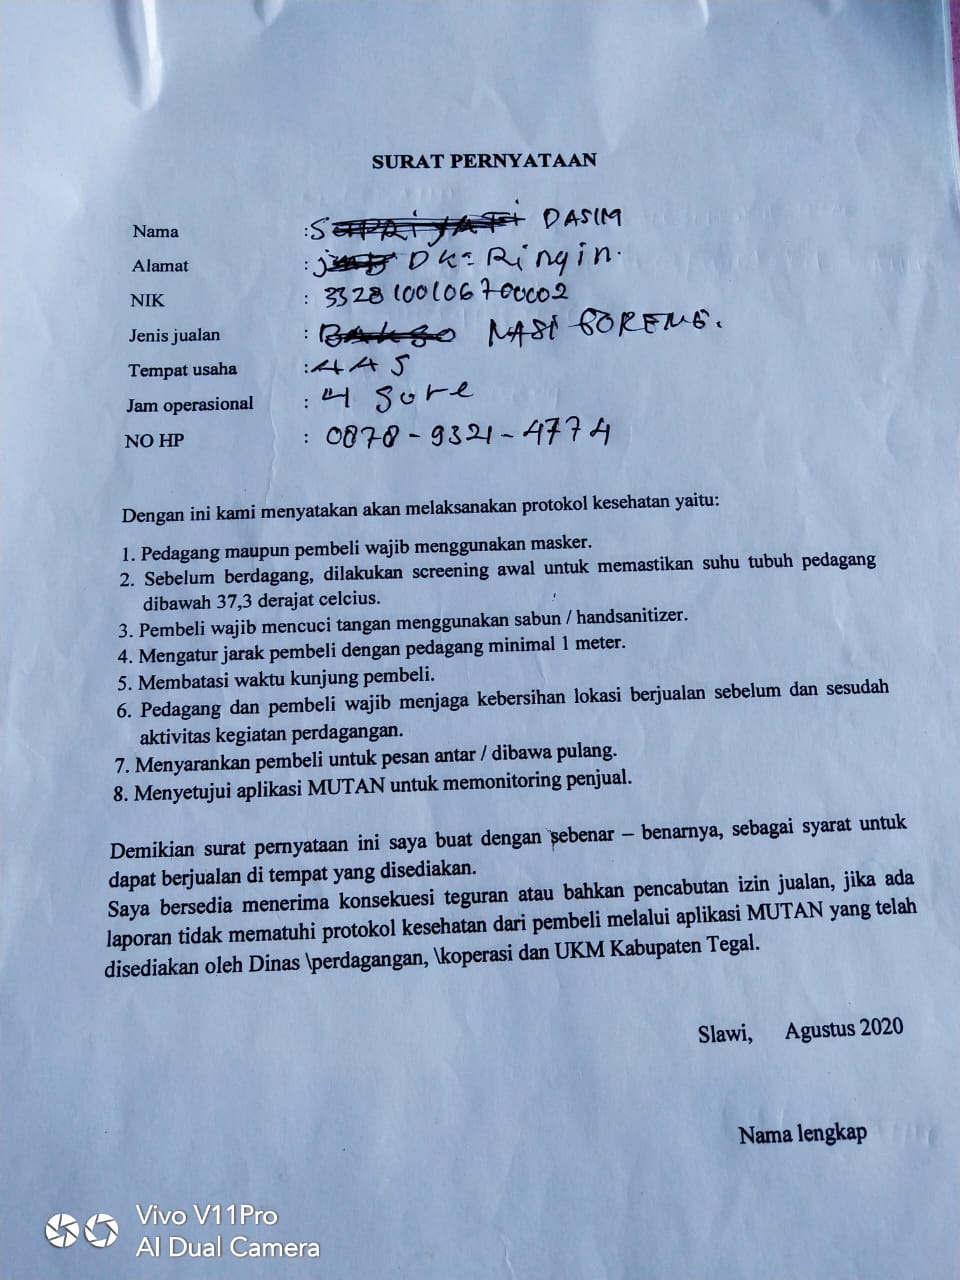 SURAT PERNYATAAN
Nama : DASIM
Alamat : DK: Ringin.
NIK : 3328100106700002
Jenis jualan : Bakso NASI GORENG.
Tempat usaha : AAS
Jam operasional : 4 Sore
NO HP : 0878-9321-4774
Dengan ini kami menyatakan akan melaksanakan protokol kesehatan yaitu:
1. Pedagang maupun pembeli wajib menggunakan masker.
2. Sebelum berdagang, dilakukan screening awal untuk memastikan suhu tubuh pedagang
dibawah 37,3 derajat celcius.
3. Pembeli wajib mencuci tangan menggunakan sabun / handsanitizer.
4. Mengatur jarak pembeli dengan pedagang minimal 1 meter.
5. Membatasi waktu kunjung pembeli.
6. Pedagang dan pembeli wajib menjaga kebersihan lokasi berjualan sebelum dan sesudah
aktivitas kegiatan perdagangan.
7. Menyarankan pembeli untuk pesan antar / dibawa pulang.
8. Menyetujui aplikasi MUTAN untuk memonitoring penjual.
Demikian surat pernyataan ini saya buat dengan sebenar – benarnya, sebagai syarat untuk
dapat berjualan di tempat yang disediakan.
Saya bersedia menerima konsekuesi teguran atau bahkan pencabutan izin jualan, jika ada
laporan tidak mematuhi protokol kesehatan dari pembeli melalui aplikasi MUTAN yang telah
disediakan oleh Dinas \perdagangan, \koperasi dan UKM Kabupaten Tegal.
Slawi, Agustus 2020
Nama lengkap
Vivo V11Pro
AI Dual Camera